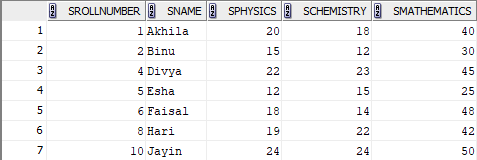 SROLLNUMBER SNAME SPHYSICS SCHEMISTRY SMATHEMATICS
1 1 Akhila 20 18 40
2 2 Binu 15 12 30
3 4 Divya 22 23 45
4 5 Esha 12 15 25
5 6 Faisal 18 14 48
6 8 Hari 19 22 42
7 10 Jayin 24 24 50